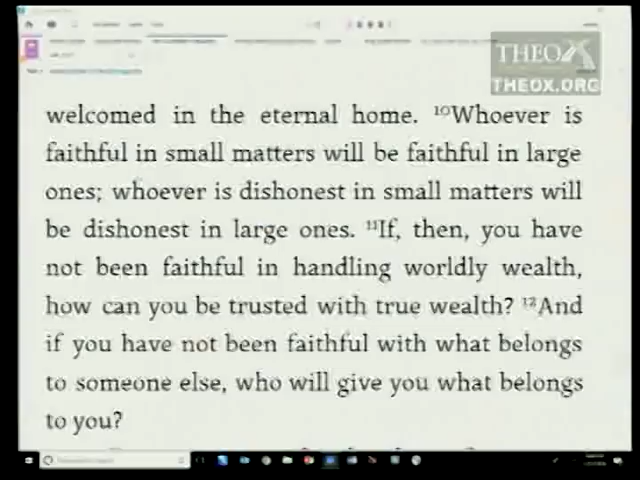 THEOX
THEOX.ORG
welcomed in the eternal home. ¹⁰Whoever is
faithful in small matters will be faithful in large
ones; whoever is dishonest in small matters will
be dishonest in large ones. ¹¹If, then, you have
not been faithful in handling worldly wealth,
how can you be trusted with true wealth? ¹²And
if you have not been faithful with what belongs
to someone else, who will give you what belongs
to you?